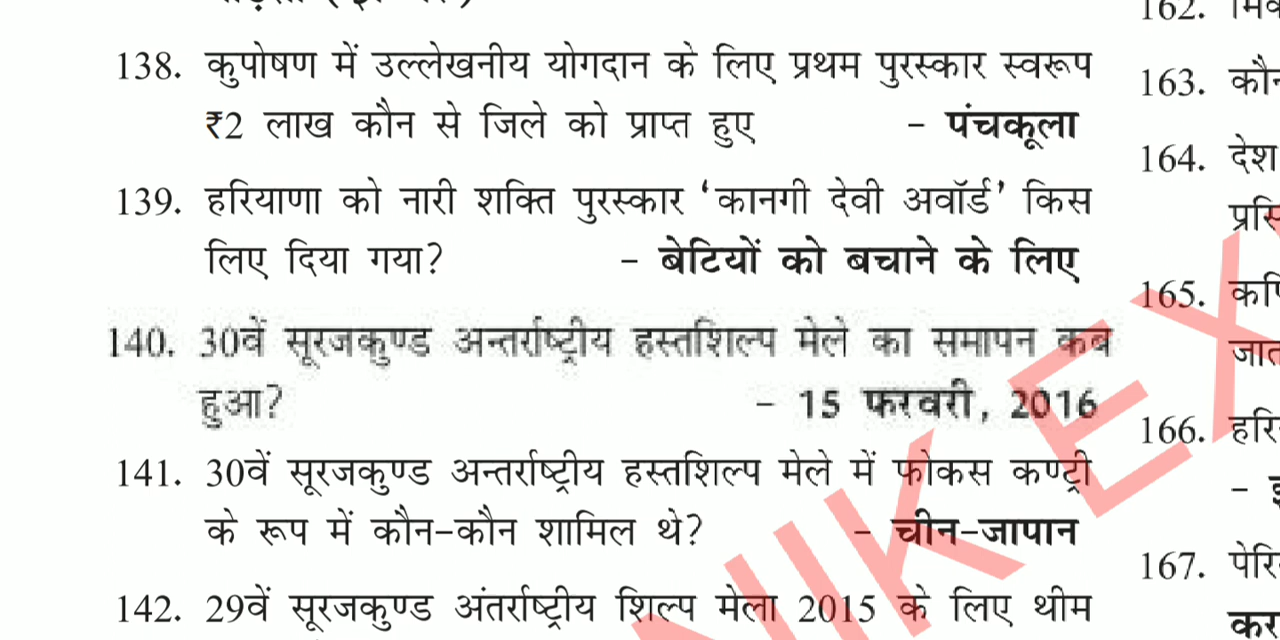 138. कुपोषण में उल्लेखनीय योगदान के लिए प्रथम पुरस्कार स्वरूप
₹2 लाख कौन से जिले को प्राप्त हुए - पंचकूला
139. हरियाणा को नारी शक्ति पुरस्कार ‘कानगी देवी अवॉर्ड’ किस
लिए दिया गया? - बेटियों को बचाने के लिए
140. 30वें सूरजकुण्ड अन्तर्राष्ट्रीय हस्तशिल्प मेले का समापन कब
हुआ? - 15 फरवरी, 2016
141. 30वें सूरजकुण्ड अन्तर्राष्ट्रीय हस्तशिल्प मेले में फोकस कण्ट्री
के रूप में कौन-कौन शामिल थे? - चीन-जापान
142. 29वें सूरजकुण्ड अंतर्राष्ट्रीय शिल्प मेला 2015 के लिए थीम
162.
163.
164. देश
165.
166.
167.